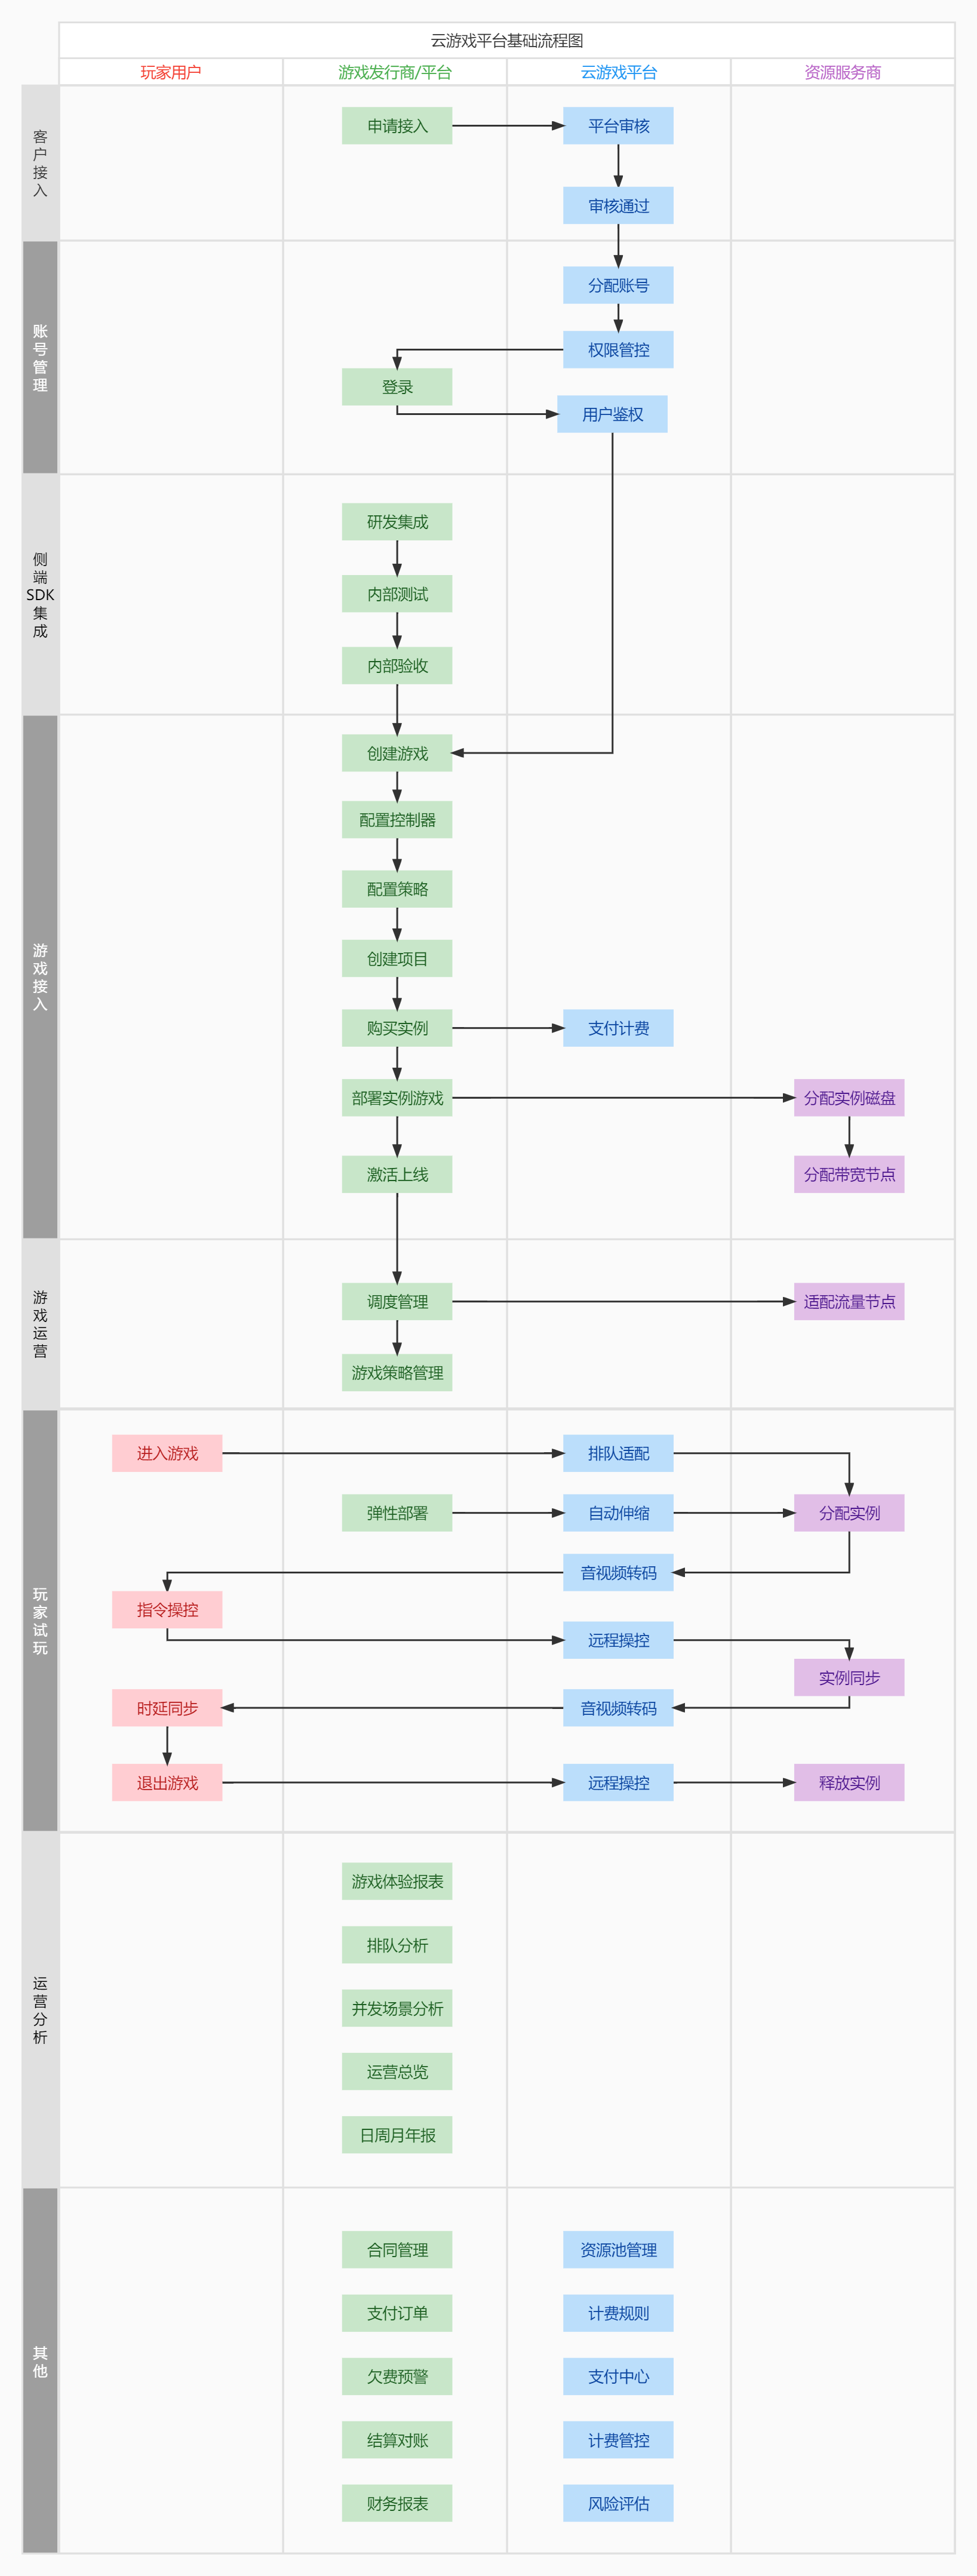 云游戏平台基础流程图
玩家用户
游戏发行商/平台
云游戏平台
资源服务商
客户接入
申请接入
平台审核
审核通过
账号管理
分配账号
权限管控
登录
用户鉴权
侧端SDK集成
研发集成
内部测试
内部验收
游戏接入
创建游戏
配置控制器
配置策略
创建项目
购买实例
支付计费
部署实例游戏
分配实例磁盘
激活上线
分配带宽节点
游戏运营
调度管理
适配流量节点
游戏策略管理
玩家试玩
进入游戏
排队适配
弹性部署
自动伸缩
分配实例
音视频转码
指令操控
远程操控
实例同步
时延同步
音视频转码
退出游戏
远程操控
释放实例
运营分析
游戏体验报表
排队分析
并发场景分析
运营总览
日周月年报
其他
合同管理
资源池管理
支付订单
计费规则
欠费预警
支付中心
结算对账
计费管控
财务报表
风险评估